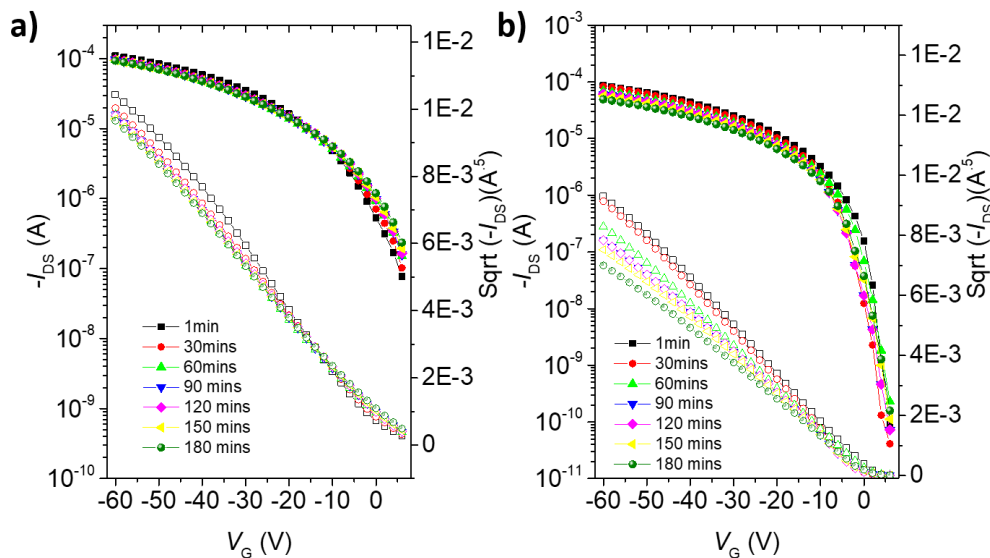 a)
10⁻⁴
10⁻⁵
10⁻⁶
10⁻⁷
10⁻⁸
10⁻⁹
10⁻¹⁰
-I_DS (A)
1min
30mins
60mins
90 mins
120 mins
150 mins
180 mins
-60 -50 -40 -30 -20 -10 0
V_G (V)
1E-2
1E-2
8E-3
6E-3
4E-3
2E-3
0
Sqrt (-I_DS)(A^.5)
b)
10⁻³
10⁻⁴
10⁻⁵
10⁻⁶
10⁻⁷
10⁻⁸
10⁻⁹
10⁻¹⁰
10⁻¹¹
-I_DS (A)
1min
30mins
60mins
90 mins
120 mins
150 mins
180 mins
-60 -50 -40 -30 -20 -10 0
V_G (V)
1E-2
1E-2
1E-2
8E-3
6E-3
4E-3
2E-3
0
Sqrt (-I_DS)(A^.5)